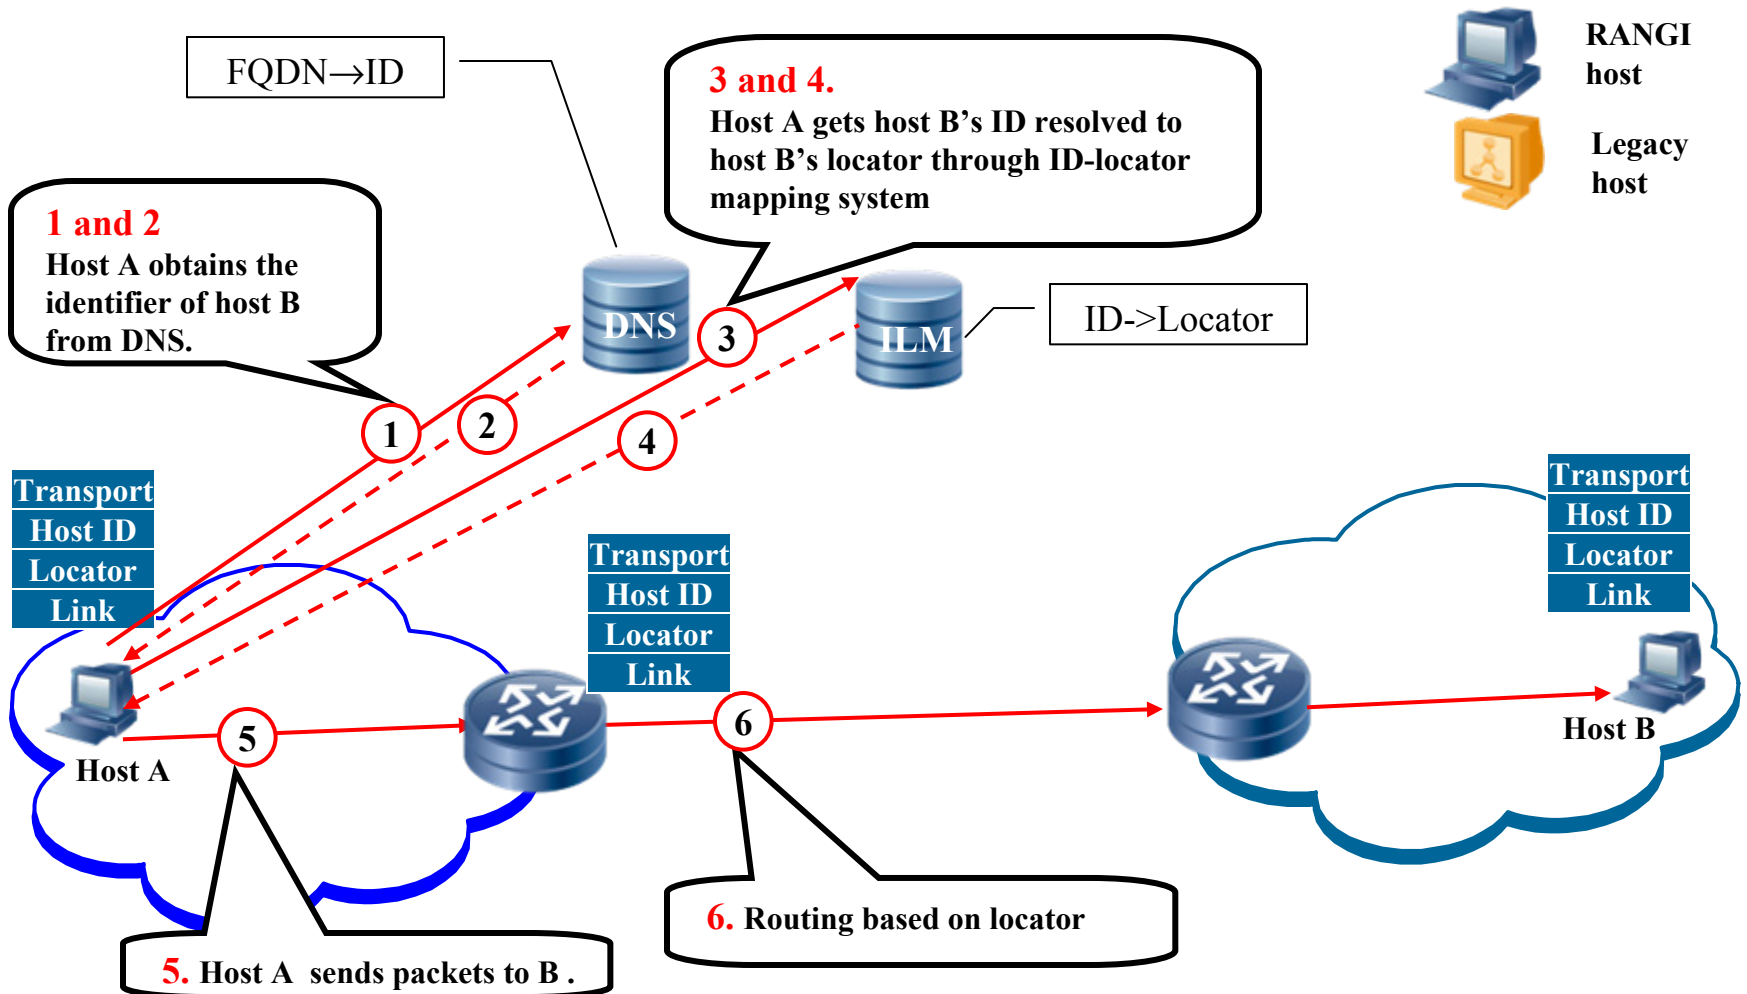 RANGI
host
Legacy
host
FQDN→ID
3 and 4.
Host A gets host B’s ID resolved to
host B’s locator through ID-locator
mapping system
1 and 2
Host A obtains the
identifier of host B
from DNS.
DNS
3
ILM
ID->Locator
1
2
4
Transport
Host ID
Locator
Link
Transport
Host ID
Locator
Link
Transport
Host ID
Locator
Link
Host A
5
6
Host B
6. Routing based on locator
5. Host A sends packets to B .